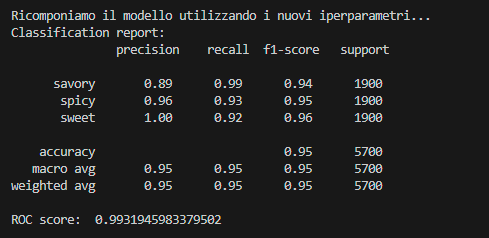 Ricomponiamo il modello utilizzando i nuovi iperparametri...
Classification report:
              precision    recall  f1-score   support

      savory       0.89      0.99      0.94      1900
       spicy       0.96      0.93      0.95      1900
       sweet       1.00      0.92      0.96      1900

    accuracy                           0.95      5700
   macro avg       0.95      0.95      0.95      5700
weighted avg       0.95      0.95      0.95      5700

ROC score:  0.9931945983379502